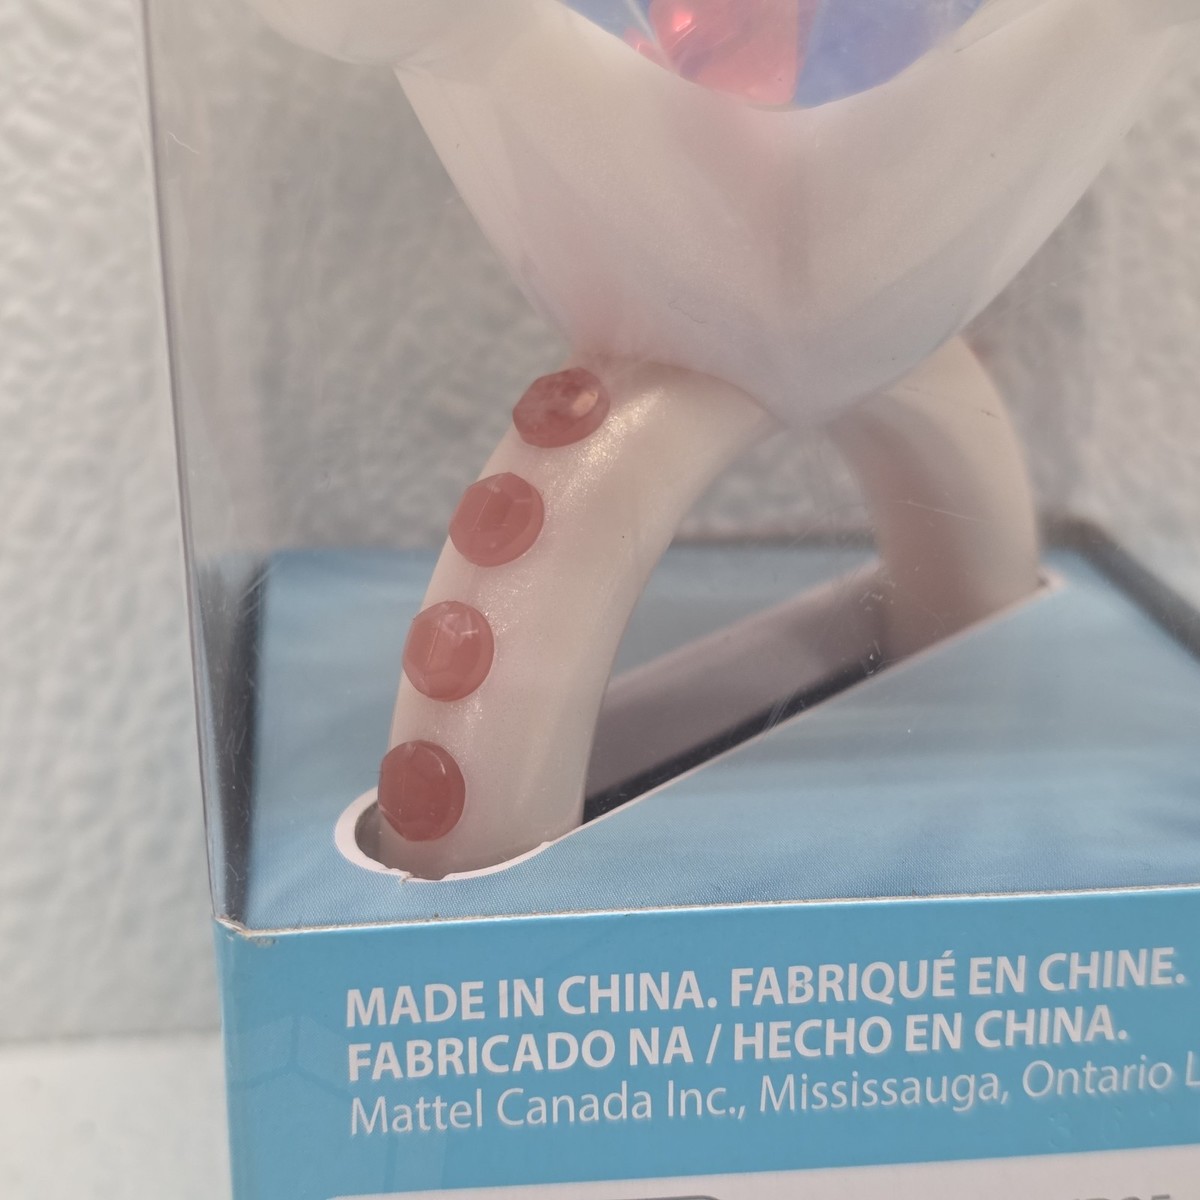 MADE IN CHINA. FABRIQUÉ EN CHINE.
FABRICADO NA / HECHO EN CHINA.
Mattel Canada Inc., Mississauga, Ontario L